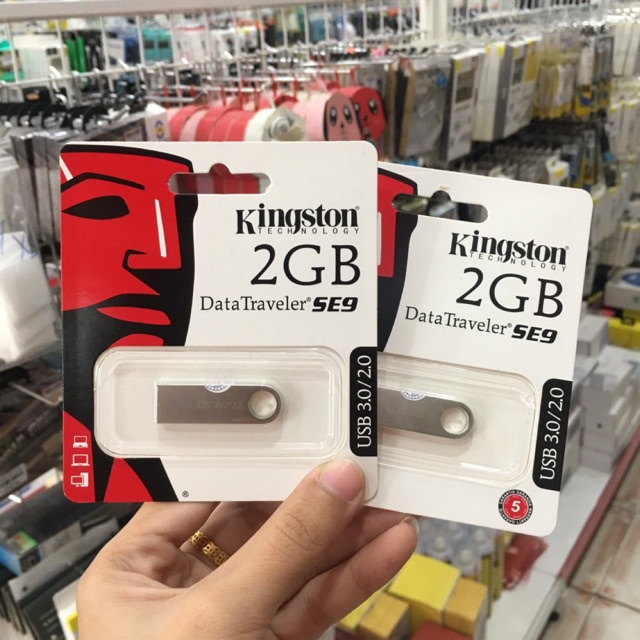 Kingston®
TECHNOLOGY
2GB
DataTraveler® SE9
USB 3.0/2.0
®
Kingston®
TECHNOLOGY
2GB
DataTraveler® SE9
USB 3.0/2.0
5